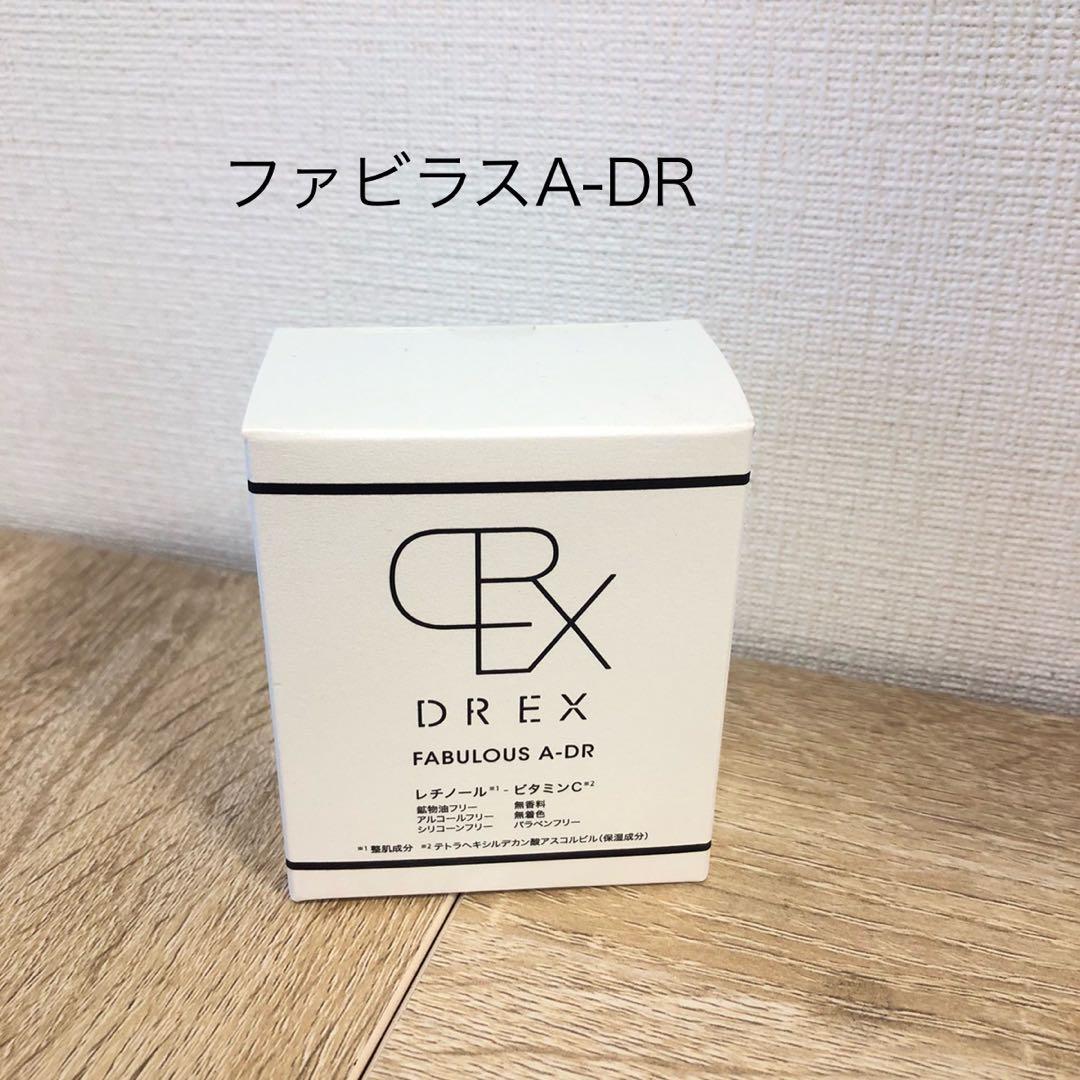 ファビラスA-DR
DREX
DREX
FABULOUS A-DR
レチノール※1 - ビタミンC※2
鉱物油フリー 無香料
アルコールフリー 無着色
シリコーンフリー パラベンフリー
※1 整肌成分 ※2 テトラヘキシルデカン酸アスコルビル(保湿成分)